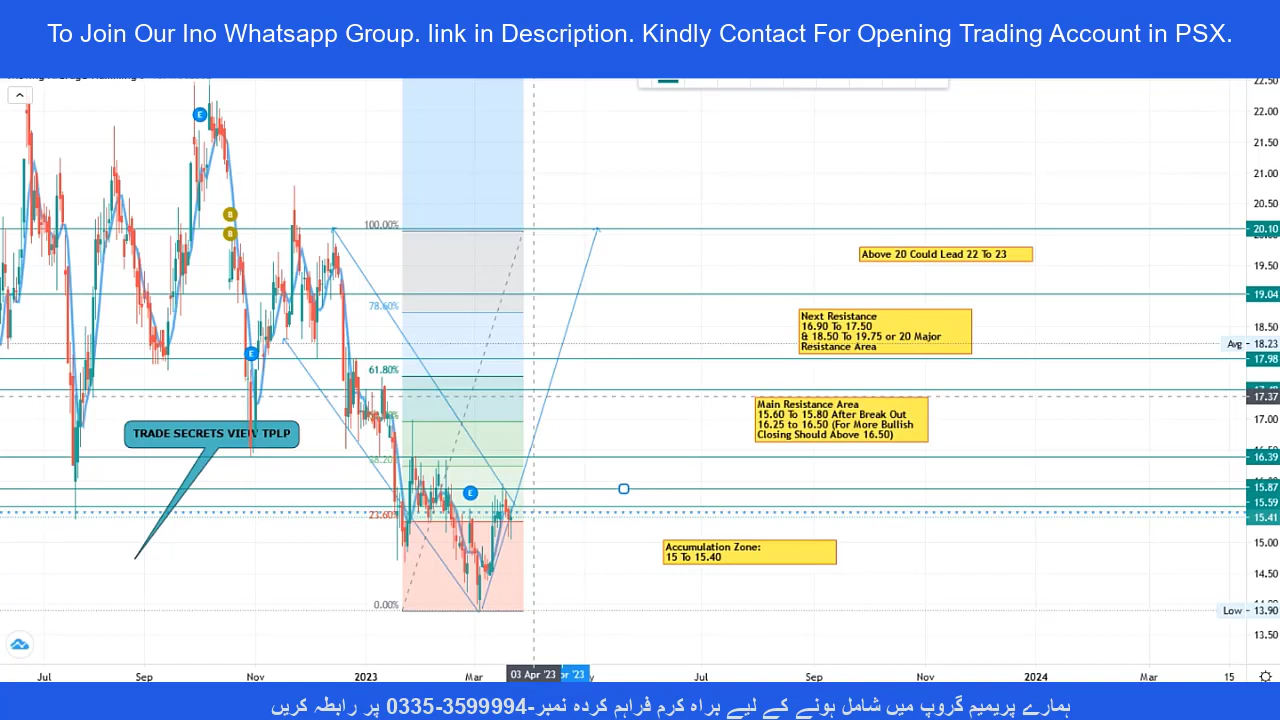 To Join Our Ino Whatsapp Group. link in Description. Kindly Contact For Opening Trading Account in PSX.
22.50
22.00
21.50
21.00
20.50
100.00%
20.10
Above 20 Could Lead 22 To 23
19.50
19.04
78.60%
Next Resistance
16.90 To 17.50
& 18.50 To 19.75 or 20 Major
Resistance Area
18.50
Avg 18.23
17.98
61.80%
17.37
Main Resistance Area
15.60 To 15.80 After Break Out
16.25 to 16.50 (For More Bullish
Closing Should Above 16.50)
17.00
TRADE SECRETS VIEW TPLP
16.39
38.20%
E
E
E
B
B
15.87
15.59
23.60%
15.41
15.00
Accumulation Zone:
15 To 15.40
14.50
0.00%
Low 13.90
13.50
Jul Sep Nov 2023 Mar 03 Apr '23 Jul Sep Nov 2024 Mar 15
ہمارے پریمیم گروپ میں شامل ہونے کے لیے براہ کرم فراہم کردہ نمبر-0335-3599994 پر رابطہ کریں